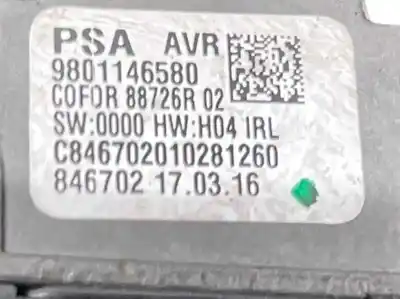 PSA AVR
9801146580
COFOR 88726R 02
SW:0000 HW:H04 IRL
C846702010281260
846702 17.03.16